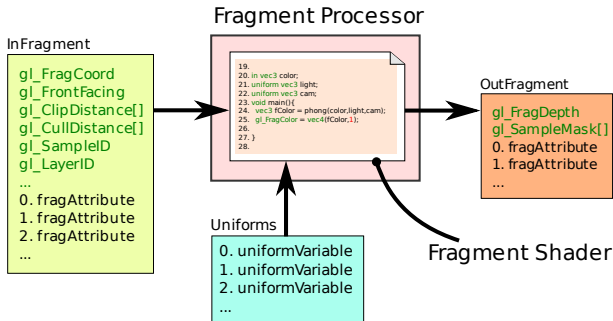 Fragment Processor
InFragment
gl_FragCoord
gl_FrontFacing
gl_ClipDistance[]
gl_CullDistance[]
gl_SampleID
gl_LayerID
...
0. fragAttribute
1. fragAttribute
2. fragAttribute
...
19.
20. in vec3 color;
21. uniform vec3 light;
22. uniform vec3 cam;
23. void main(){
24. vec3 fColor = phong(color,light,cam);
25. gl_FragColor = vec4(fColor,1);
26.
27. }
28.
OutFragment
gl_FragDepth
gl_SampleMask[]
0. fragAttribute
1. fragAttribute
...
Uniforms
0. uniformVariable
1. uniformVariable
2. uniformVariable
...
Fragment Shader